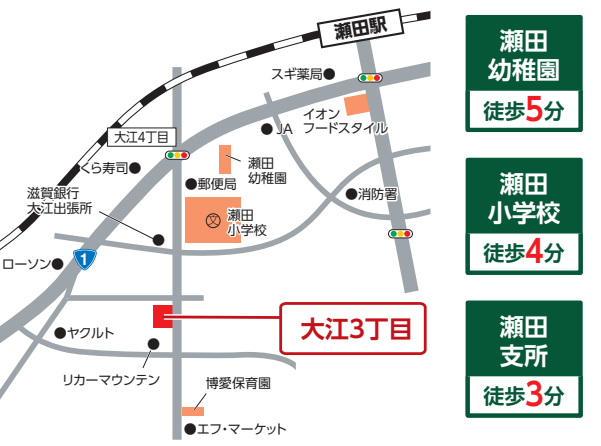 瀬田駅
スギ薬局
イオン
フードスタイル
JA
大江4丁目
くら寿司
瀬田
幼稚園
郵便局
滋賀銀行
大江出張所
瀬田
小学校
文
消防署
ローソン
1
大江3丁目
ヤクルト
リカーマウンテン
博愛保育園
エフ・マーケット
瀬田
幼稚園
徒歩5分
瀬田
小学校
徒歩4分
瀬田
支所
徒歩3分